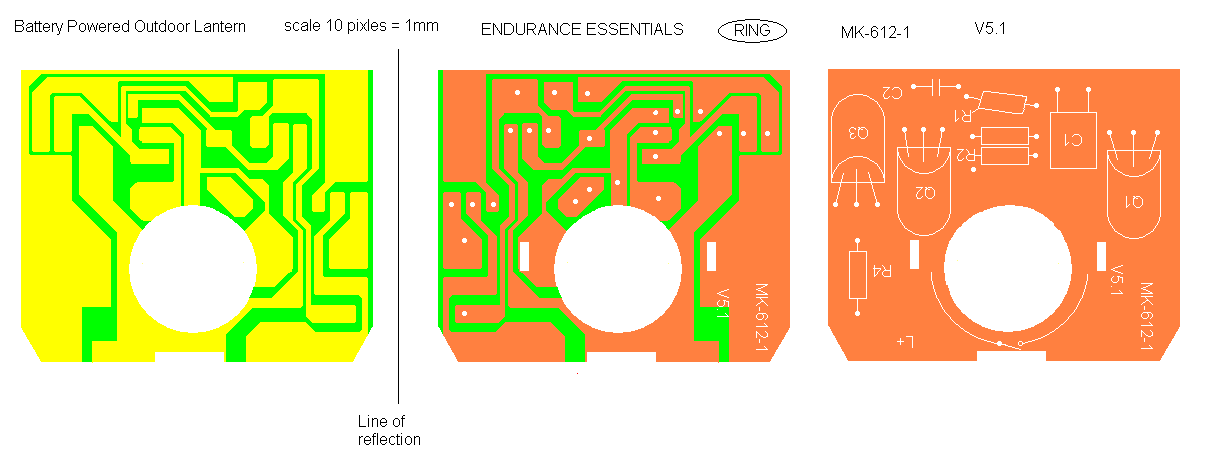 Battery Powered Outdoor Lantern
scale 10 pixles = 1mm
ENDURANCE ESSENTIALS
RING
MK-612-1
V5.1
V5.1
MK-612-1
C2
R1
Q3
R2
C1
Q2
Q1
R4
V5.1
MK-612-1
L+
Line of
reflection